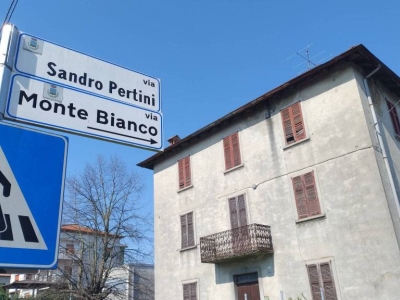 via
Sandro Pertini
via
Monte Bianco